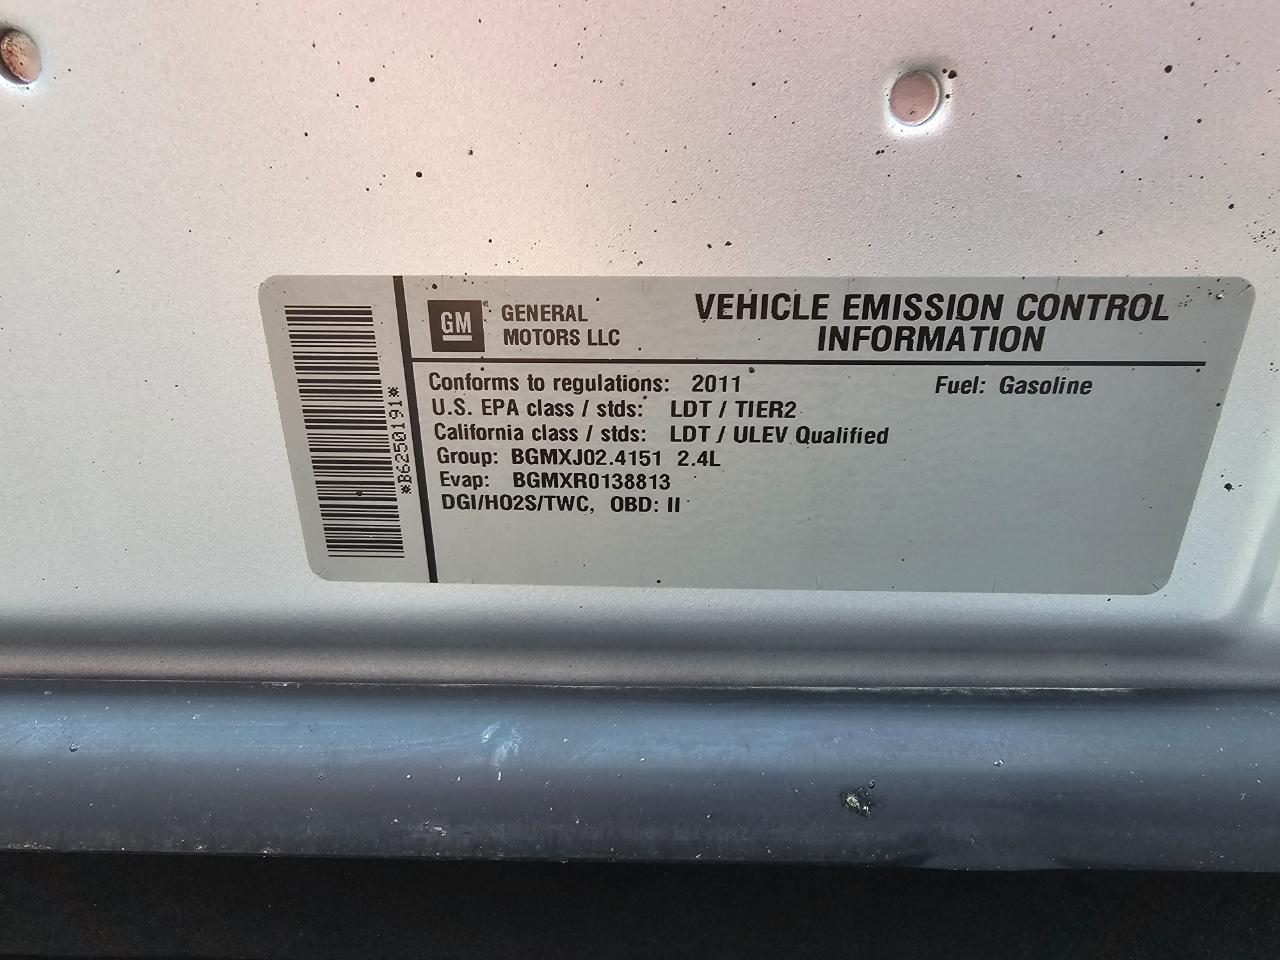 GM GENERAL MOTORS LLC
VEHICLE EMISSION CONTROL
INFORMATION
Conforms to regulations: 2011 Fuel: Gasoline
U.S. EPA class / stds: LDT / TIER2
California class / stds: LDT / ULEV Qualified
Group: BGMXJ02.4151 2.4L
Evap: BGMXR0138813
DGI/HO2S/TWC, OBD: II
*B6250191*